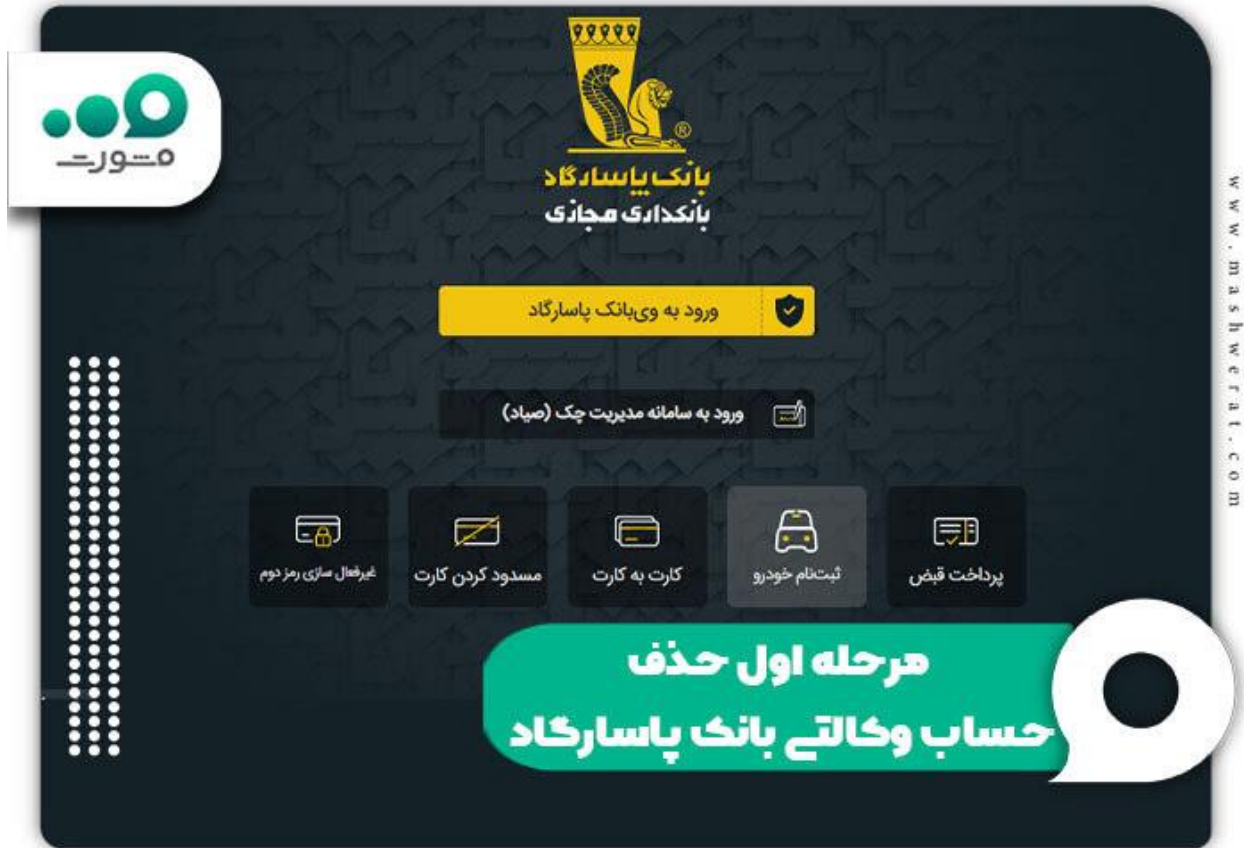 مشورت
®
بانک پاسارگاد
بانکداری مجازی
ورود به وی‌بانک پاسارگاد
ورود به سامانه مدیریت چک (صیاد)
پرداخت قبض
ثبت‌نام خودرو
کارت به کارت
مسدود کردن کارت
غیرفعال سازی رمز دوم
مرحله اول حذف
حساب وکالتی بانک پاسارگاد
www.mashwerat.com